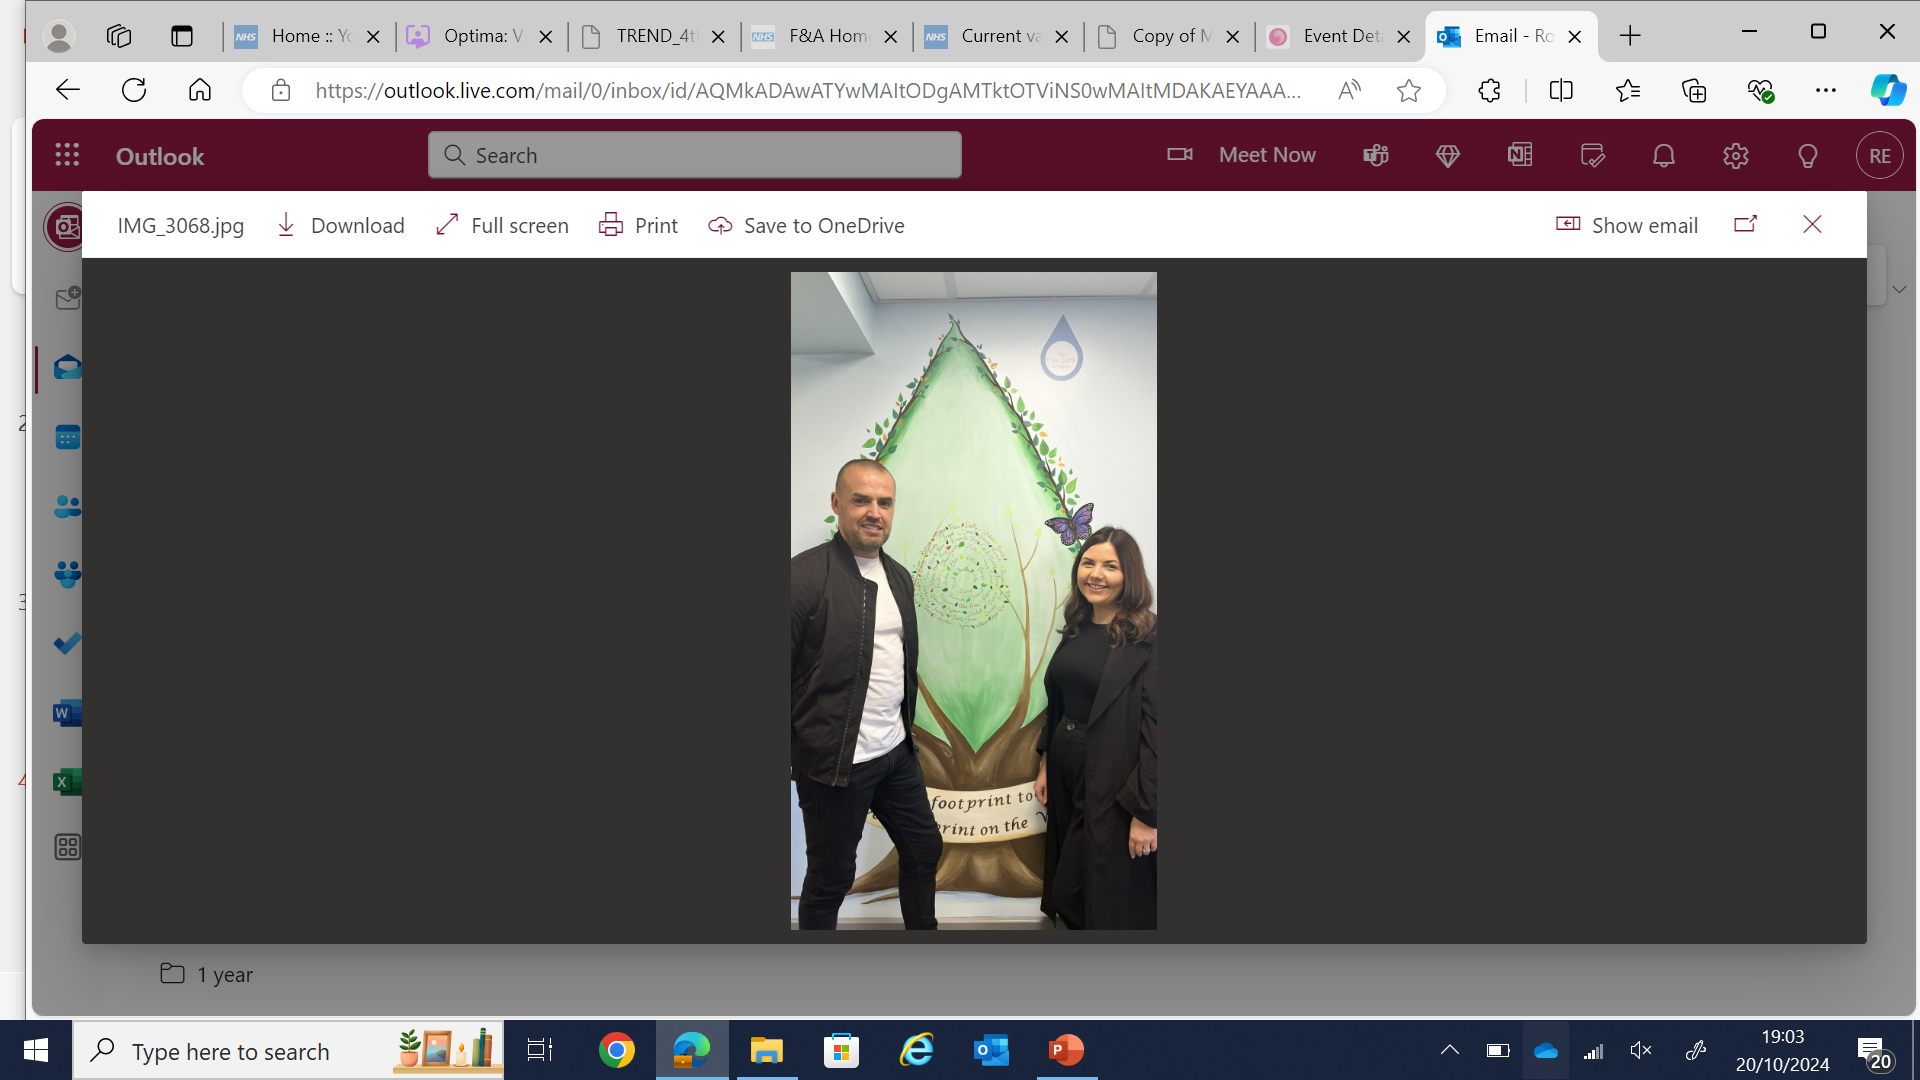 Home :: Yo
Optima: V
TREND_4t
F&A Hom
Current va
Copy of M
Event Det
Email - Ro
https://outlook.live.com/mail/0/inbox/id/AQMkADAwATYwMAItODgAMTktOTViNS0wMAItMDAKAEYAAA...
Outlook
Search
Meet Now
RE
IMG_3068.jpg
Download
Full screen
Print
Save to OneDrive
Show email
footprint to
print on the
1 year
Type here to search
19:03
20/10/2024
20